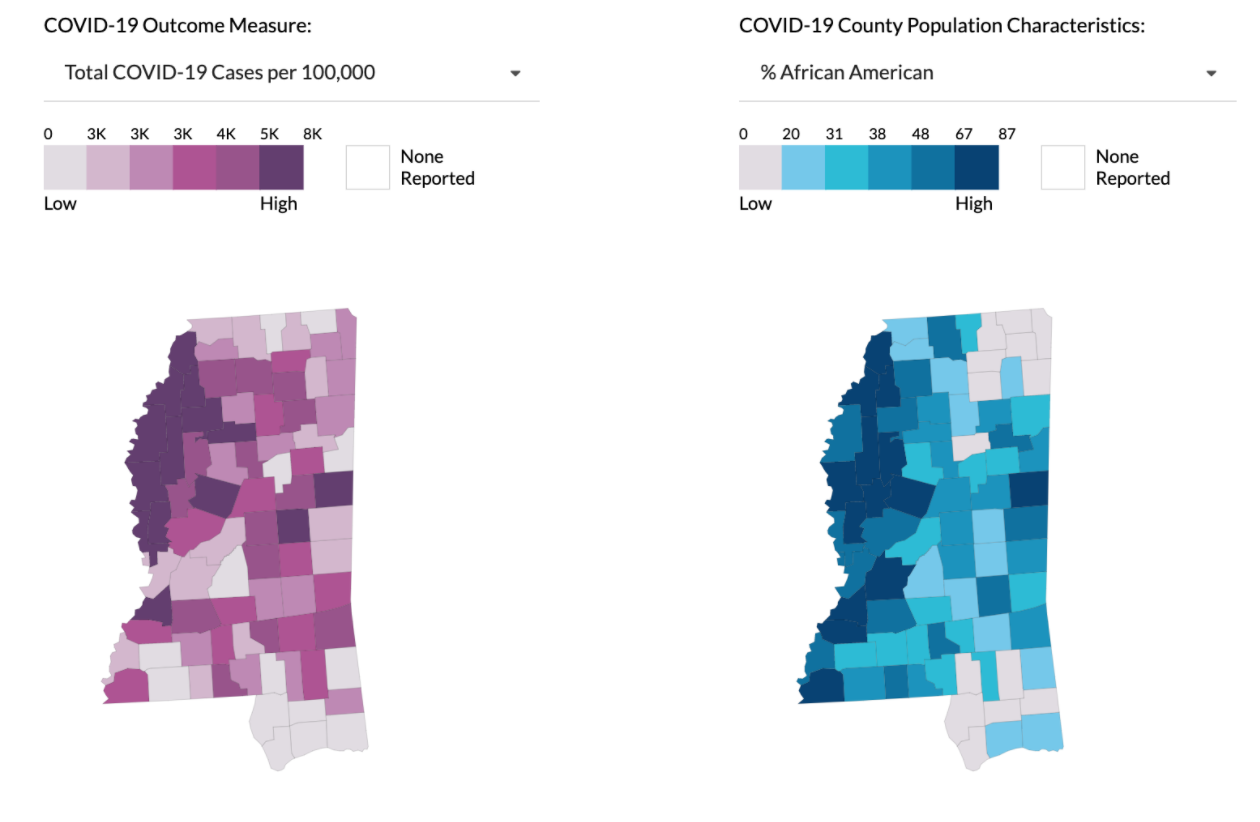 COVID-19 Outcome Measure:
Total COVID-19 Cases per 100,000
0 3K 3K 3K 4K 5K 8K
None
Reported
Low High
COVID-19 County Population Characteristics:
% African American
0 20 31 38 48 67 87
None
Reported
Low High